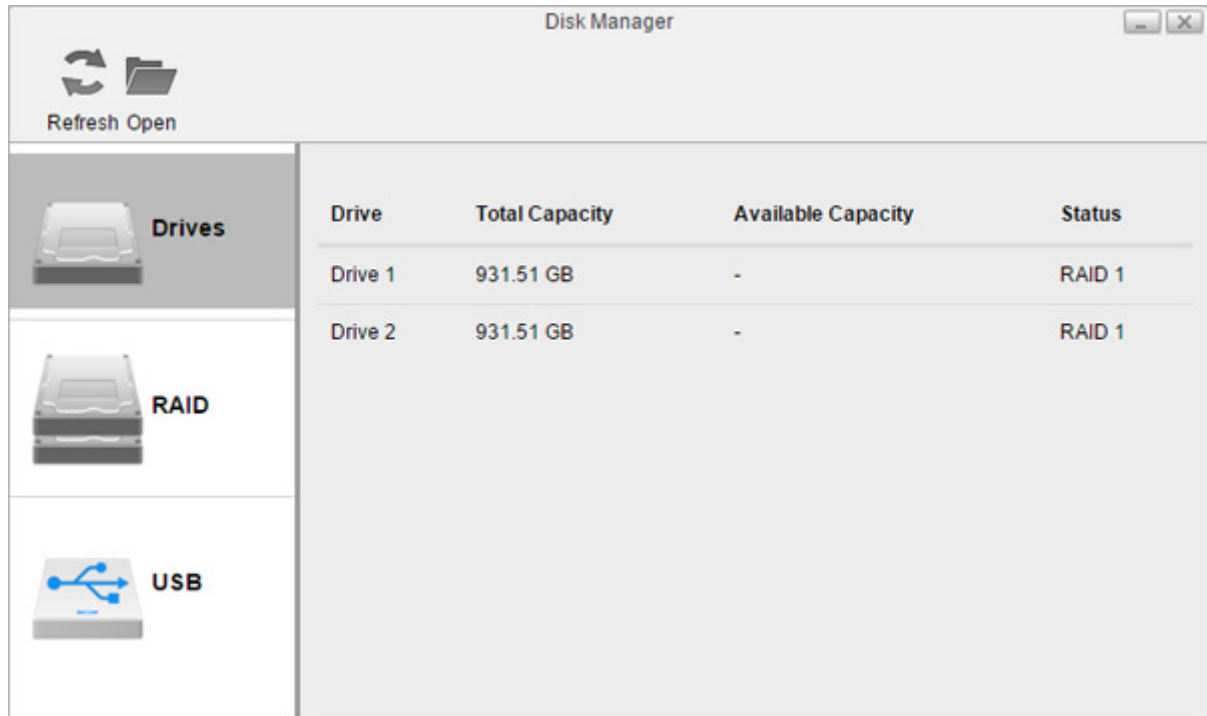 Disk Manager
Refresh Open
Drives
Drive Total Capacity Available Capacity Status
Drive 1 931.51 GB - RAID 1
Drive 2 931.51 GB - RAID 1
RAID
USB